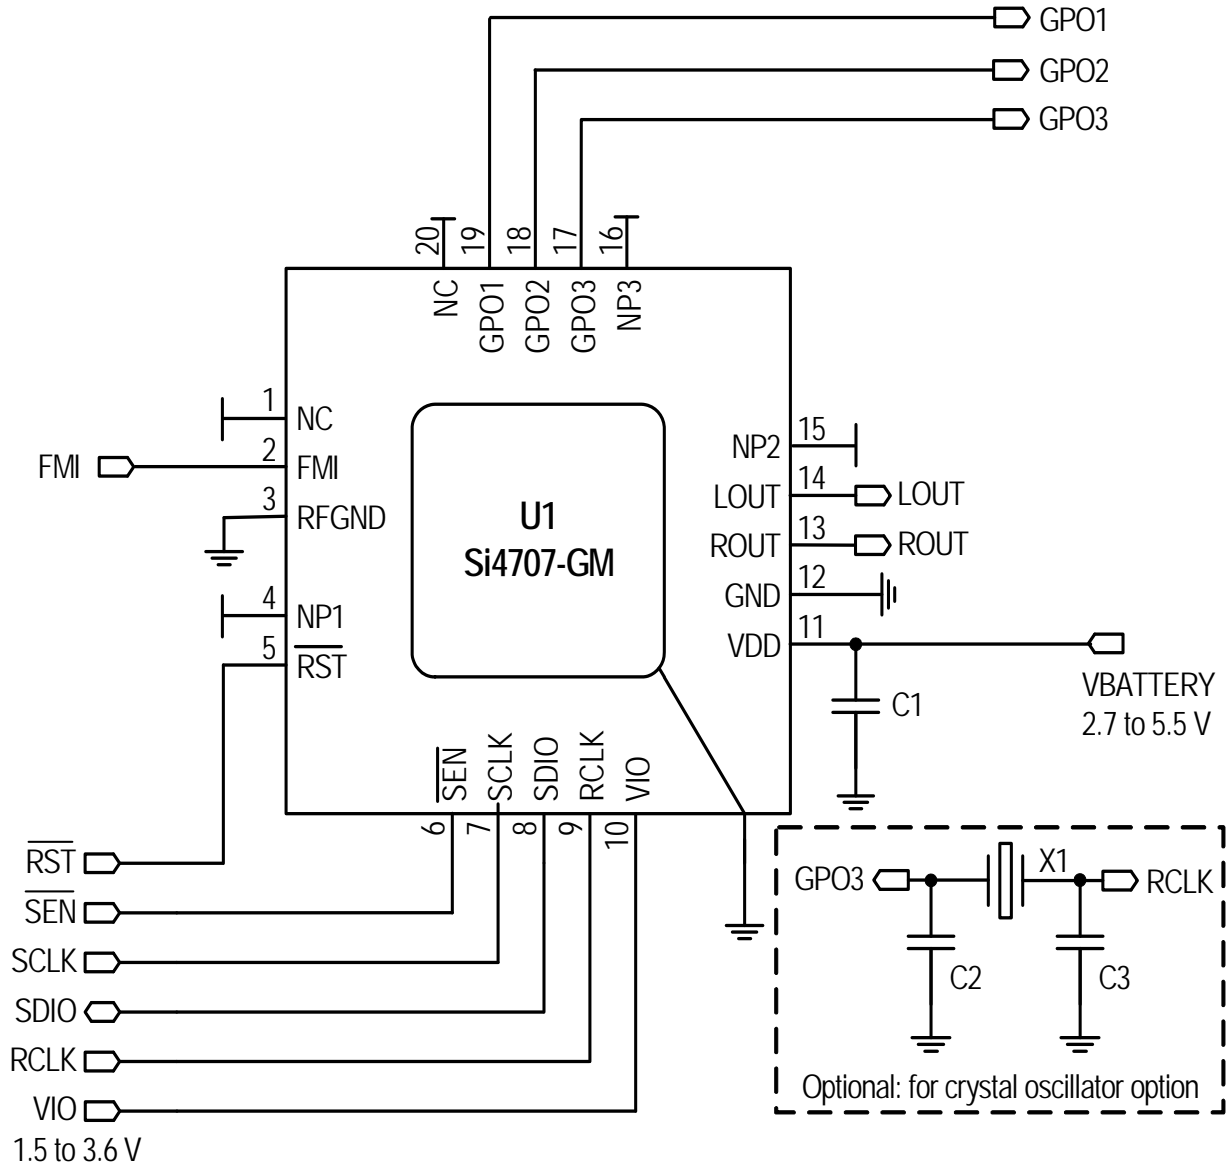 GPO1
GPO2
GPO3
20
19
18
17
16
NC
GPO1
GPO2
GPO3
NP3
1
NC
2
FMI
FMI
3
RFGND
4
NP1
5
RST
U1
Si4707-GM
NP2
15
LOUT
14
LOUT
ROUT
13
ROUT
GND
12
VDD
11
VBATTERY
2.7 to 5.5 V
C1
SEN
SCLK
SDIO
RCLK
VIO
6
7
8
9
10
RST
SEN
SCLK
SDIO
RCLK
VIO
1.5 to 3.6 V
GPO3
X1
RCLK
C2
C3
Optional: for crystal oscillator option